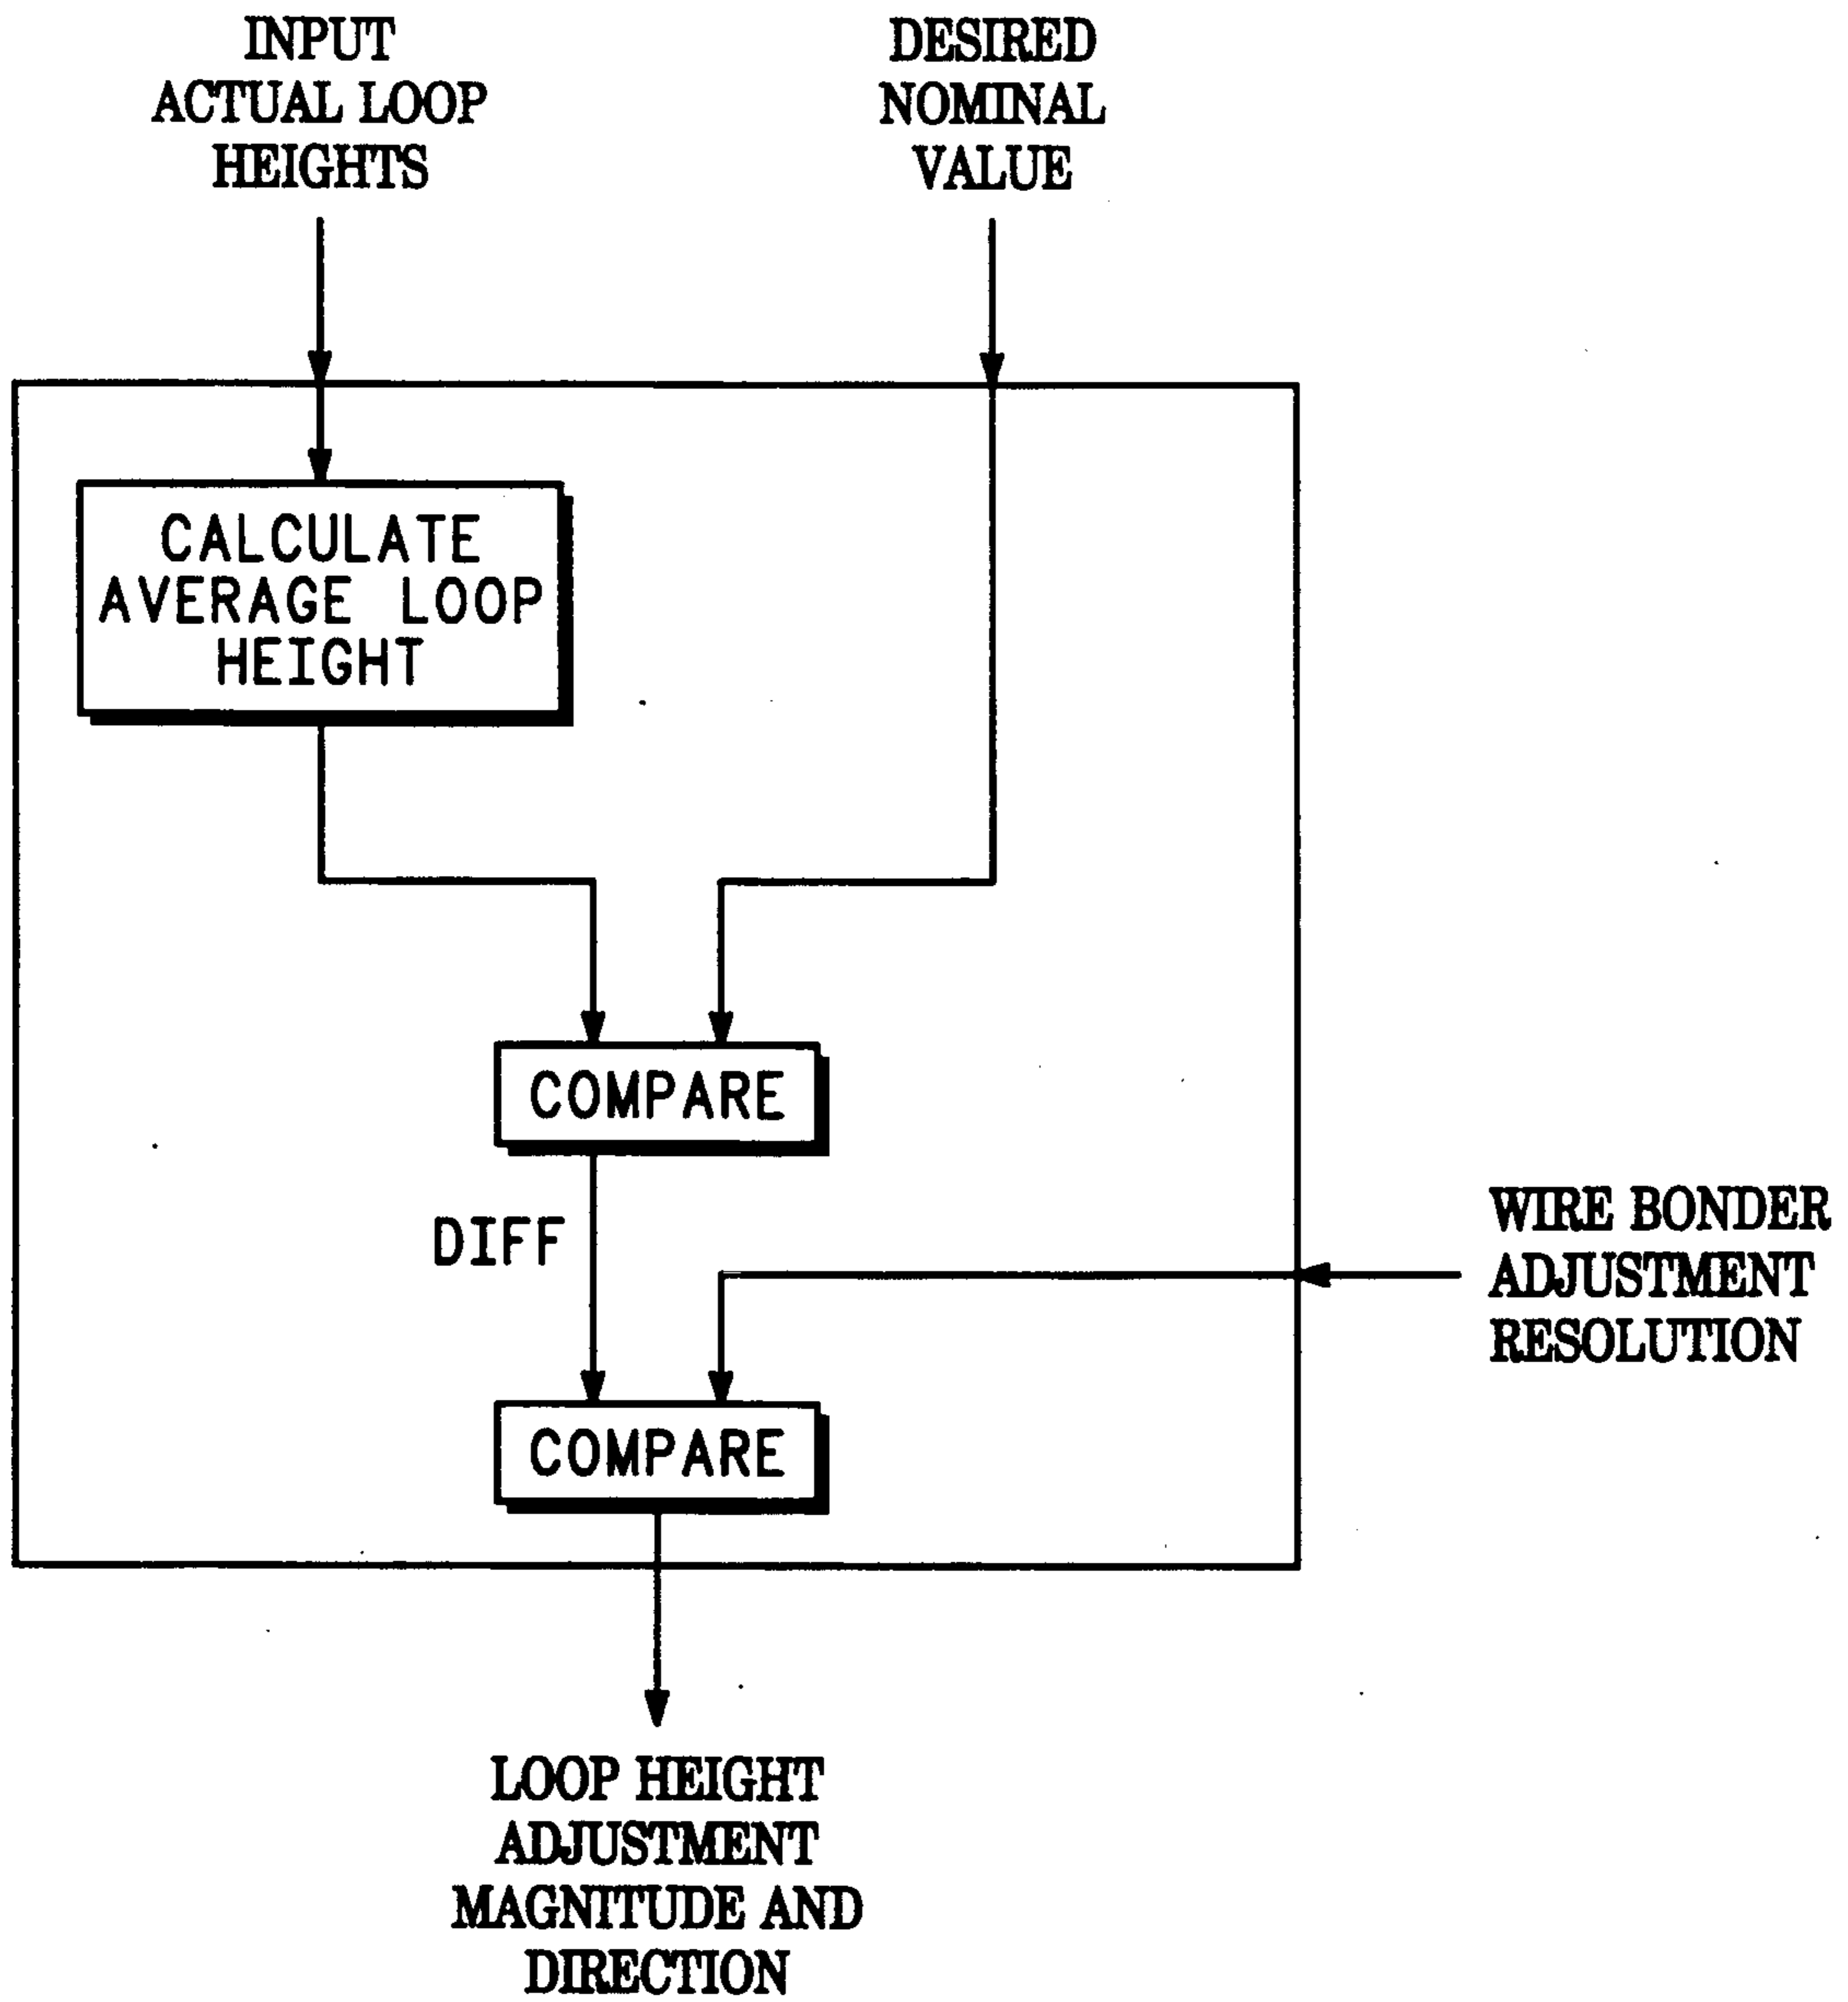 INPUT
ACTUAL LOOP
HEIGHTS
DESIRED
NOMINAL
VALUE
CALCULATE
AVERAGE LOOP
HEIGHT
COMPARE
DIFF
WIRE BONDER
ADJUSTMENT
RESOLUTION
COMPARE
LOOP HEIGHT
ADJUSTMENT
MAGNITUDE AND
DIRECTION